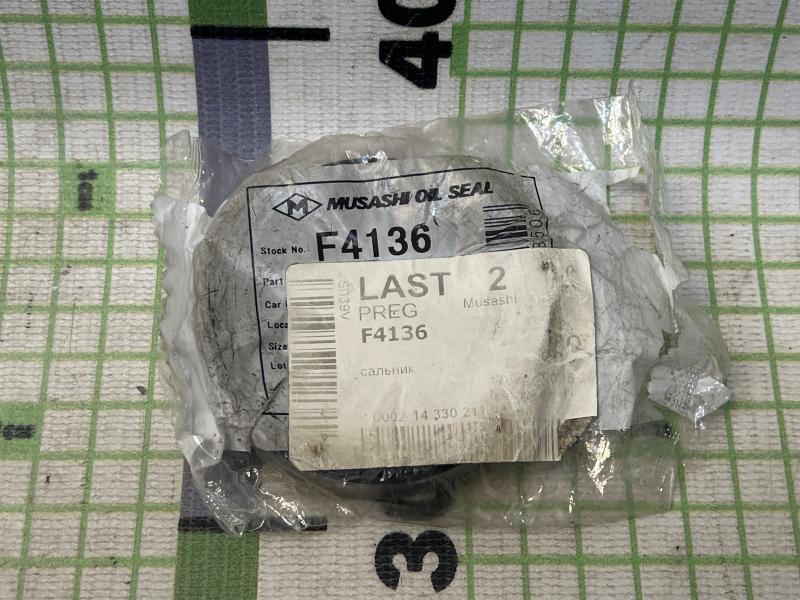 40
M MUSASHI OIL SEAL
Stock No. F4136
Part
Car
Loca
Size
Lot
LAST 2
PREG
Musashi
F4136
сальник
0002 14 330 211
3